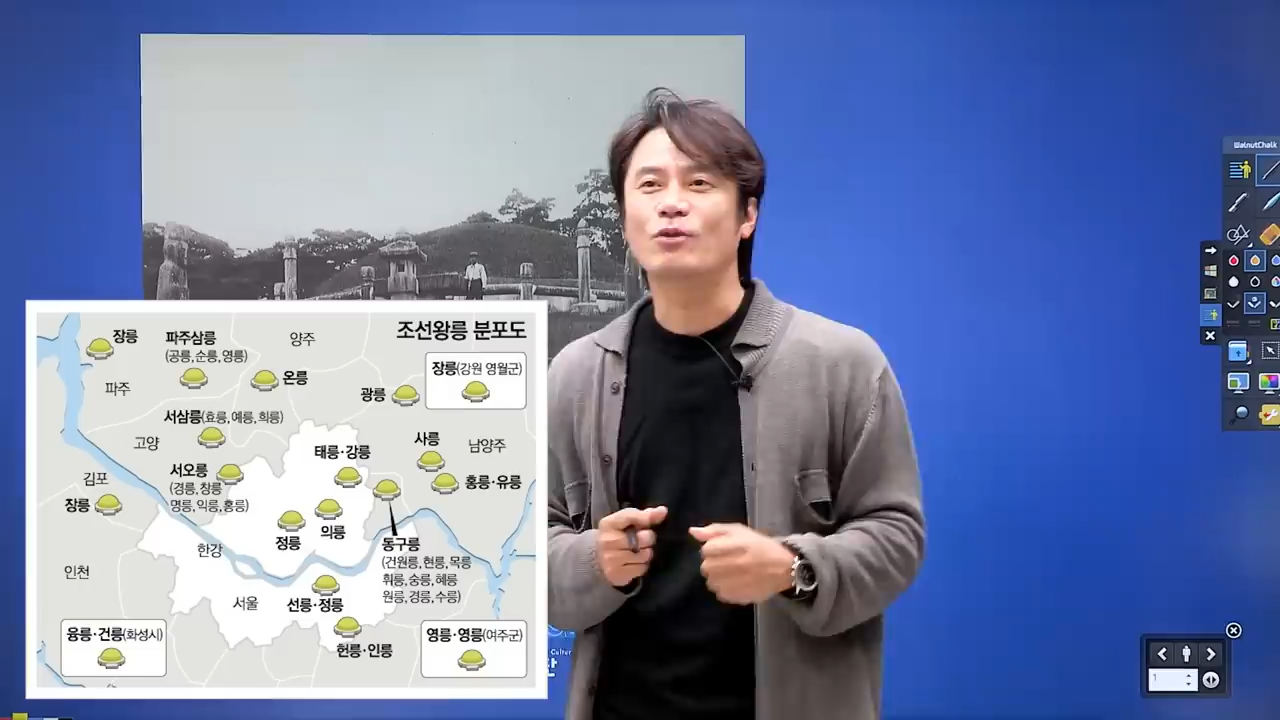 WalnutChalk
조선왕릉 분포도
장릉
파주삼릉
(공릉, 순릉, 영릉)
양주
온릉
파주
광릉
장릉(강원 영월군)
서삼릉(효릉, 예릉, 희릉)
고양
태릉·강릉
사릉
남양주
서오릉
(경릉, 창릉
명릉, 익릉, 홍릉)
김포
장릉
홍릉·유릉
정릉
의릉
동구릉
(건원릉, 현릉, 목릉
휘릉, 숭릉, 혜릉
원릉, 경릉, 수릉)
한강
인천
서울
선릉·정릉
헌릉·인릉
융릉·건릉(화성시)
영릉·영릉(여주군)
1